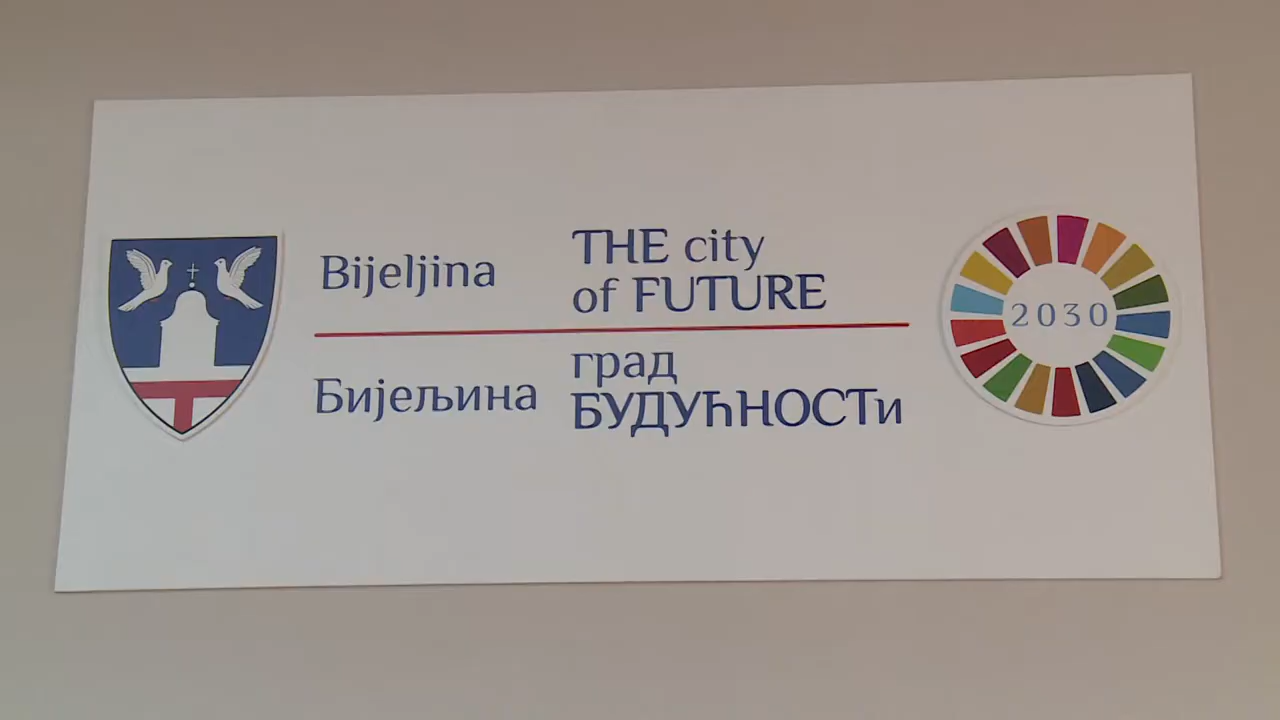 Bijeljina
THE city
of FUTURE
Бијељина
град
БУДУћНОСТи
2030